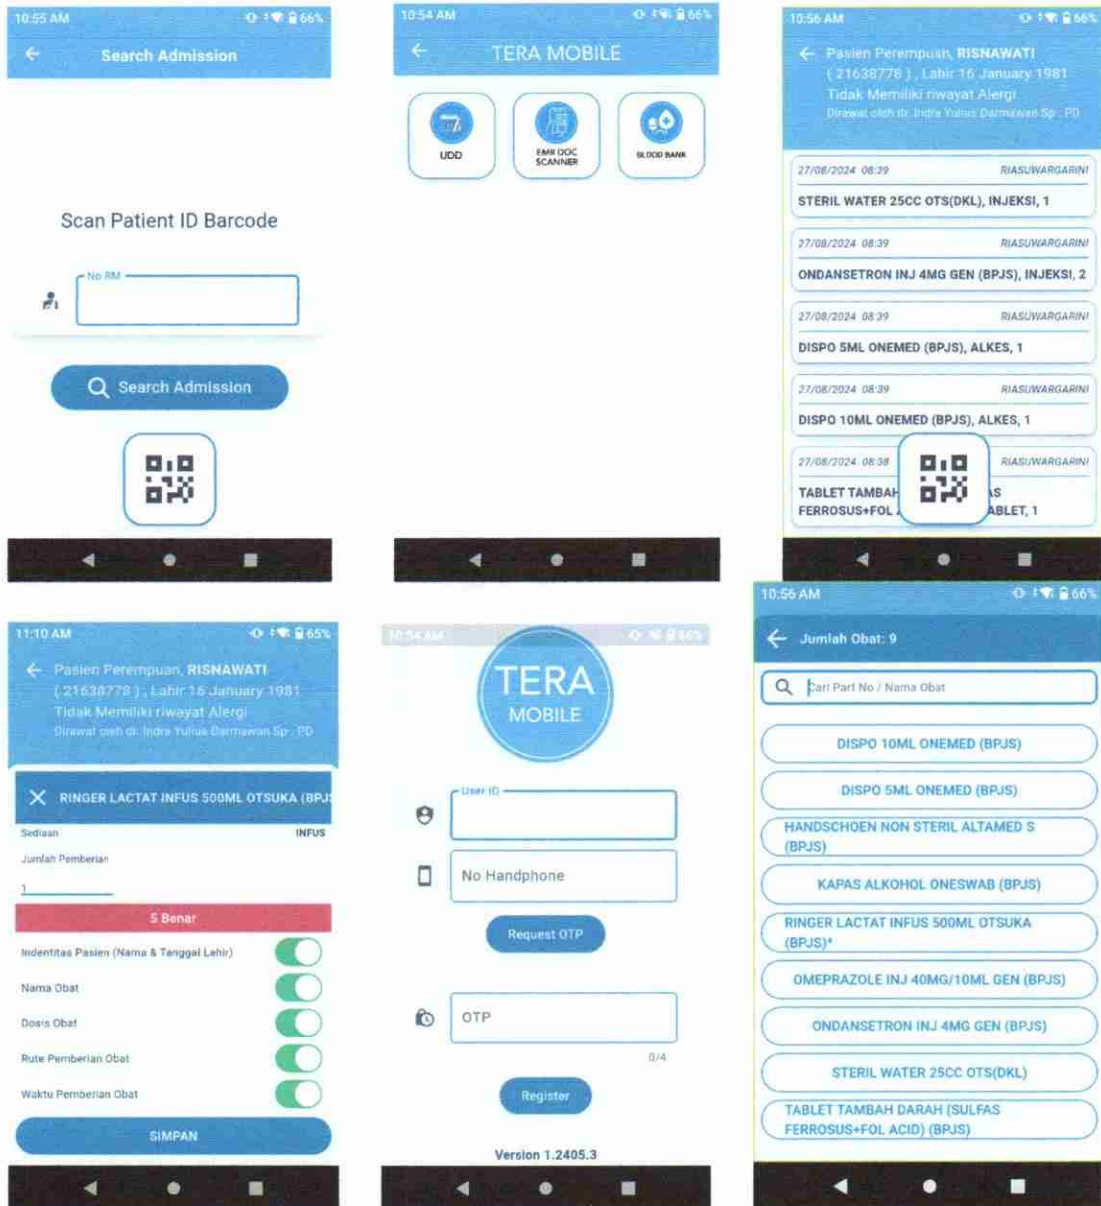 10:55 AM
66%
Search Admission
Scan Patient ID Barcode
No RM
Search Admission
10:54 AM
66%
TERA MOBILE
UDD
EMR DOC
SCANNER
BLOOD BANK
10:56 AM
66%
Pasien Perempuan, RISNAWATI
( 21638778 ) , Lahir 16 January 1981
Tidak Memiliki riwayat Alergi
Dirawat oleh dr. Indra Yulius Darmawan Sp . PD
27/08/2024 08:39 RIASUWARGARINI
STERIL WATER 25CC OTS(DKL), INJEKSI, 1
27/08/2024 08:39 RIASUWARGARINI
ONDANSETRON INJ 4MG GEN (BPJS), INJEKSI, 2
27/08/2024 08:39 RIASUWARGARINI
DISPO 5ML ONEMED (BPJS), ALKES, 1
27/08/2024 08:39 RIASUWARGARINI
DISPO 10ML ONEMED (BPJS), ALKES, 1
27/08/2024 08:38 RIASUWARGARINI
TABLET TAMBAH
FERROSUS+FOL ABLET, 1
11:10 AM
65%
Pasien Perempuan, RISNAWATI
( 21638778 ) , Lahir 16 January 1981
Tidak Memiliki riwayat Alergi
Dirawat oleh dr. Indra Yulius Darmawan Sp . PD
RINGER LACTAT INFUS 500ML OTSUKA (BPJS
Sediaan INFUS
Jumlah Pemberian
1
5 Benar
Indentitas Pasien (Nama & Tanggal Lahir)
Nama Obat
Dosis Obat
Rute Pemberian Obat
Waktu Pemberian Obat
SIMPAN
10:54 AM
66%
TERA
MOBILE
User ID
No Handphone
Request OTP
OTP
0/4
Register
Version 1.2405.3
10:56 AM
66%
Jumlah Obat: 9
Cari Part No / Nama Obat
DISPO 10ML ONEMED (BPJS)
DISPO 5ML ONEMED (BPJS)
HANDSCHOEN NON STERIL ALTAMED S
(BPJS)
KAPAS ALKOHOL ONESWAB (BPJS)
RINGER LACTAT INFUS 500ML OTSUKA
(BPJS)*
OMEPRAZOLE INJ 40MG/10ML GEN (BPJS)
ONDANSETRON INJ 4MG GEN (BPJS)
STERIL WATER 25CC OTS(DKL)
TABLET TAMBAH DARAH (SULFAS
FERROSUS+FOL ACID) (BPJS)